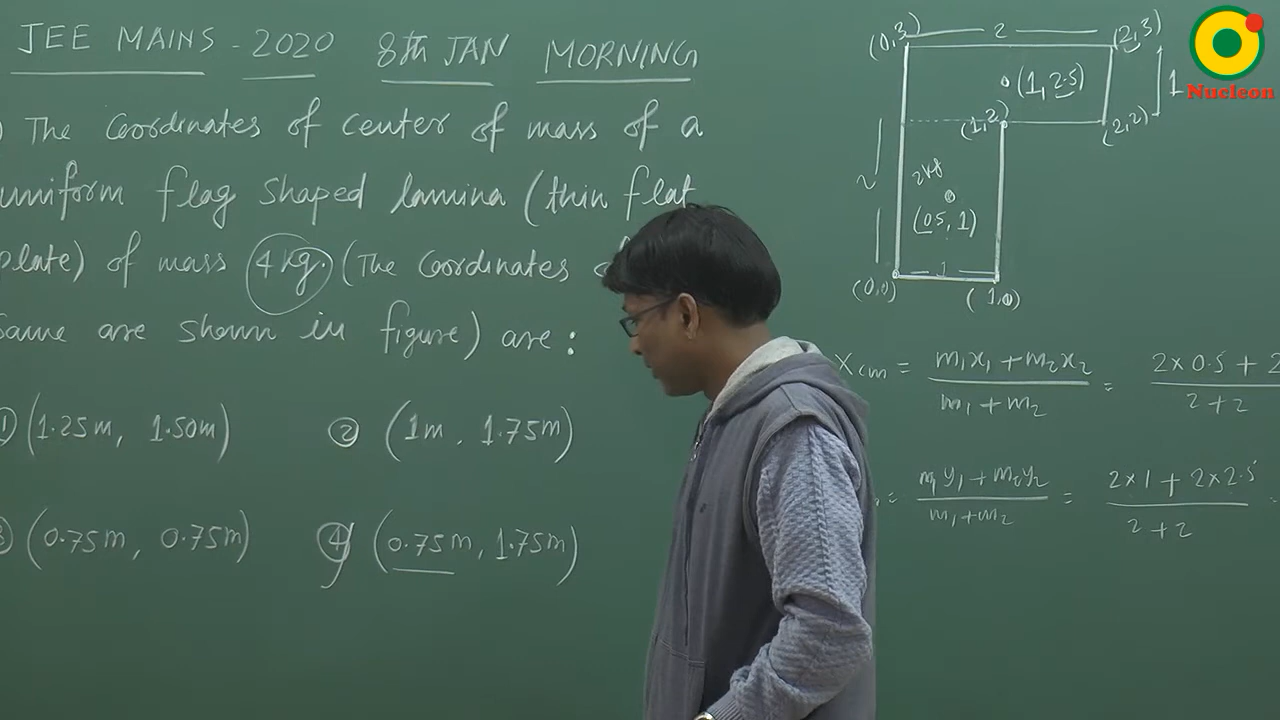 JEE MAINS - 2020 8th JAN MORNING
) The Coordinates of center of mass of a
uniform flag shaped lamina (thin flat
plate) of mass 4 kg. (The Coordinates
Same are shown in figure) are :
① (1.25m, 1.50m) ② (1m, 1.75m)
③ (0.75m, 0.75m) ④ (0.75m, 1.75m)
(0,3) 2 (2,3)
(1, 2.5) 1
(1,2) (2,2)
2
(0.5, 1)
1
(0,0) (1,0)
Xcm = m1x1 + m2x2 / m1 + m2 = 2×0.5 + 2 / 2+2
= m1y1 + m2y2 / m1+m2 = 2×1 + 2×2.5 / 2+2 =
Nucleon